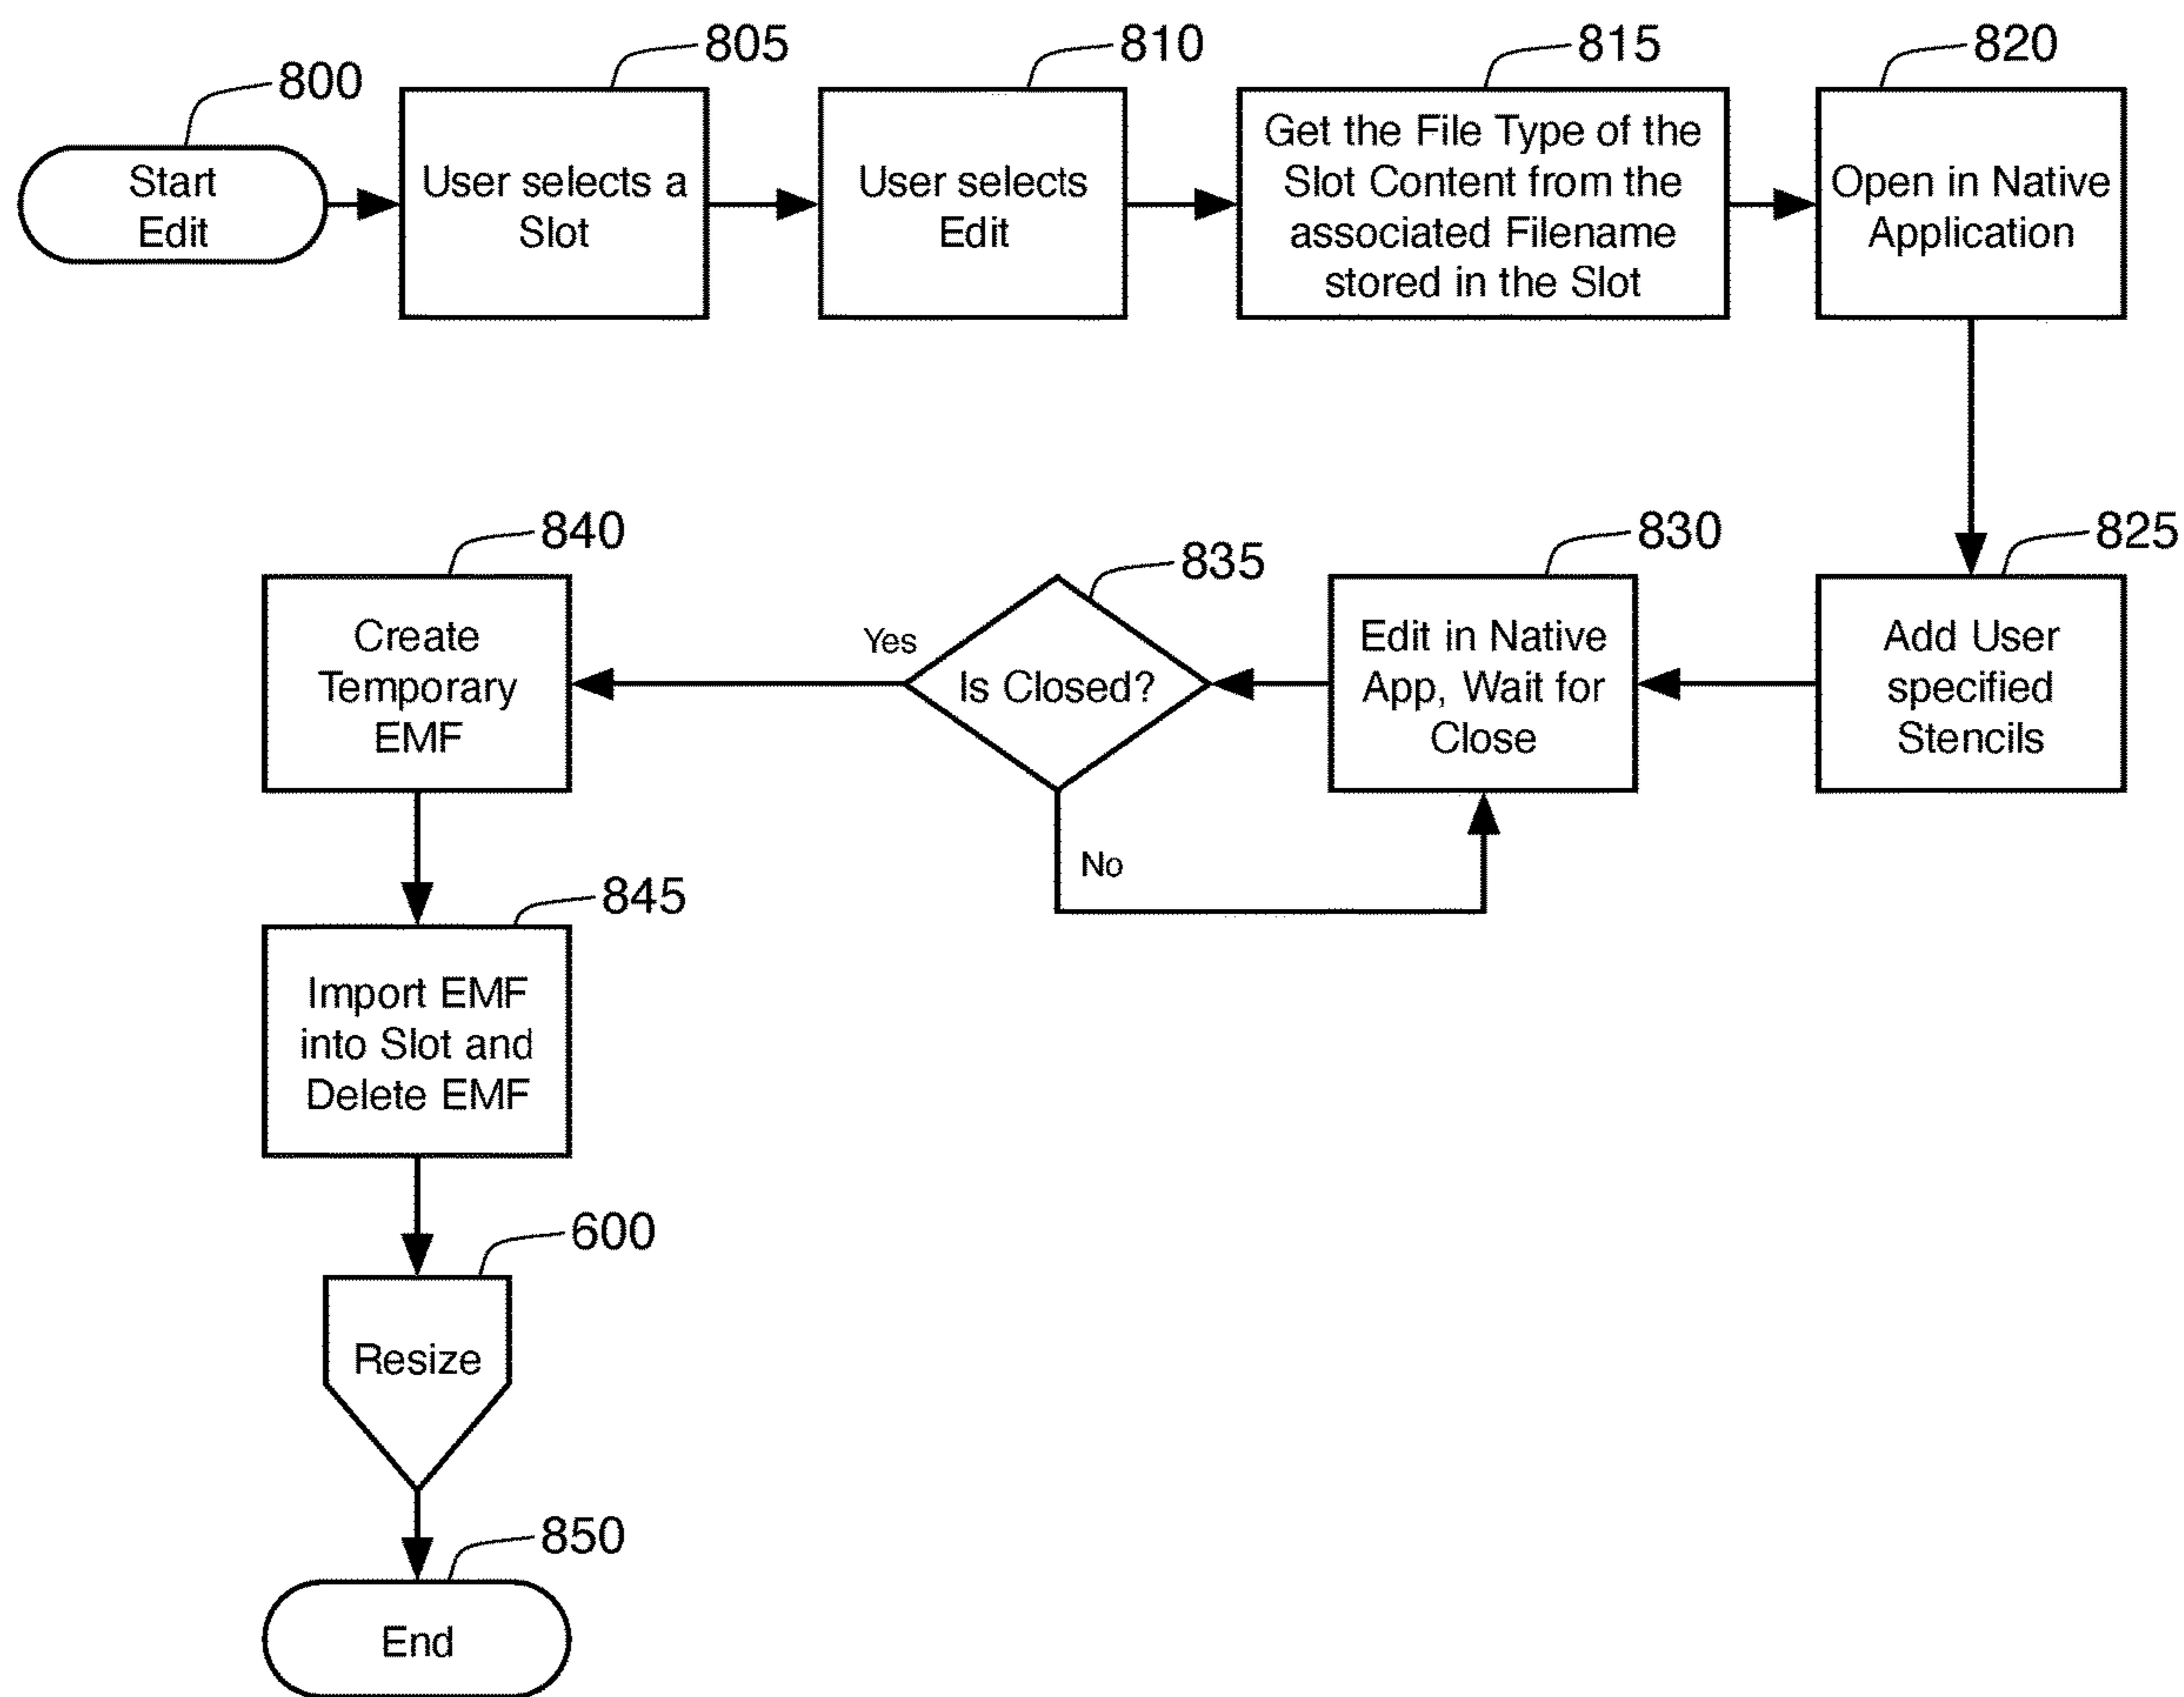 800
Start
Edit
805
User selects a
Slot
810
User selects
Edit
815
Get the File Type of the
Slot Content from the
associated Filename
stored in the Slot
820
Open in Native
Application
825
Add User
specified
Stencils
830
Edit in Native
App, Wait for
Close
835
Is Closed?
Yes
No
840
Create
Temporary
EMF
845
Import EMF
into Slot and
Delete EMF
600
Resize
850
End